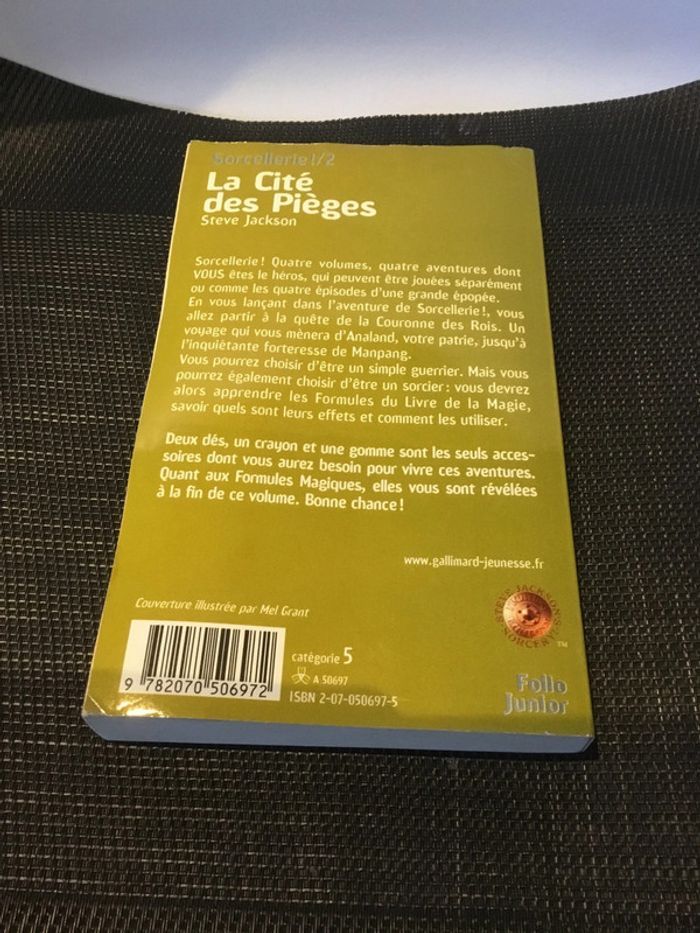 Sorcellerie!/2
La Cité
des Pièges
Steve Jackson
Sorcellerie! Quatre volumes, quatre aventures dont
VOUS êtes le héros, qui peuvent être jouées séparément
ou comme les quatre épisodes d'une grande épopée.
En vous lançant dans l'aventure de Sorcellerie!, vous
allez partir à la quête de la Couronne des Rois. Un
voyage qui vous mènera d'Analand, votre patrie, jusqu'à
l'inquiétante forteresse de Manpang.
Vous pourrez choisir d'être un simple guerrier. Mais vous
pourrez également choisir d'être un sorcier: vous devrez
alors apprendre les Formules du Livre de la Magie,
savoir quels sont leurs effets et comment les utiliser.
Deux dés, un crayon et une gomme sont les seuls acces-
soires dont vous aurez besoin pour vivre ces aventures.
Quant aux Formules Magiques, elles vous sont révélées
à la fin de ce volume. Bonne chance!
www.gallimard-jeunesse.fr
Couverture illustrée par Mel Grant
STEVE JACKSON'S
SORCERY!
TM
catégorie 5
A 50697
ISBN 2-07-050697-5
9 782070 506972
Folio
Junior